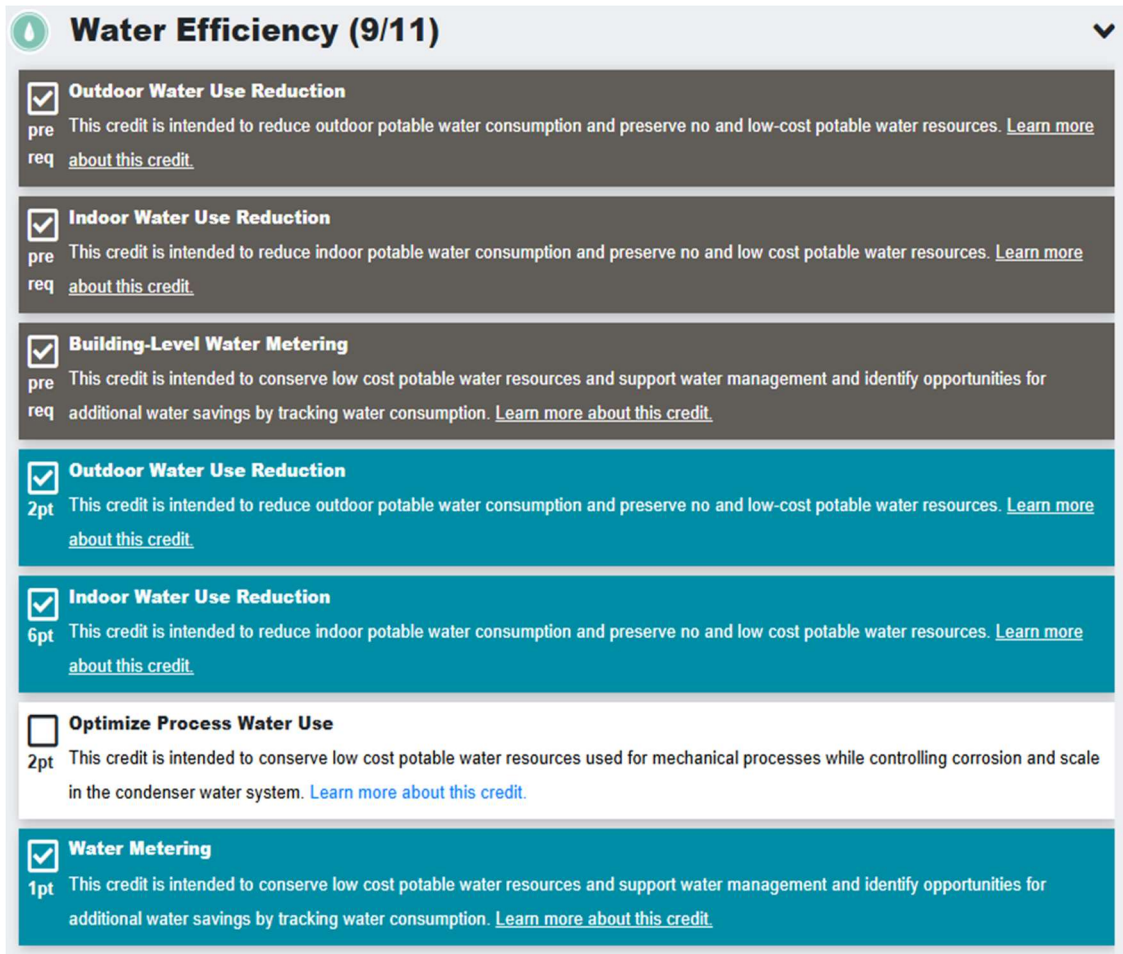 Water Efficiency (9/11)
Outdoor Water Use Reduction
pre This credit is intended to reduce outdoor potable water consumption and preserve no and low-cost potable water resources. Learn more
req about this credit.
Indoor Water Use Reduction
pre This credit is intended to reduce indoor potable water consumption and preserve no and low cost potable water resources. Learn more
req about this credit.
Building-Level Water Metering
pre This credit is intended to conserve low cost potable water resources and support water management and identify opportunities for
req additional water savings by tracking water consumption. Learn more about this credit.
Outdoor Water Use Reduction
2pt This credit is intended to reduce outdoor potable water consumption and preserve no and low-cost potable water resources. Learn more
about this credit.
Indoor Water Use Reduction
6pt This credit is intended to reduce indoor potable water consumption and preserve no and low cost potable water resources. Learn more
about this credit.
Optimize Process Water Use
2pt This credit is intended to conserve low cost potable water resources used for mechanical processes while controlling corrosion and scale
in the condenser water system. Learn more about this credit.
Water Metering
1pt This credit is intended to conserve low cost potable water resources and support water management and identify opportunities for
additional water savings by tracking water consumption. Learn more about this credit.